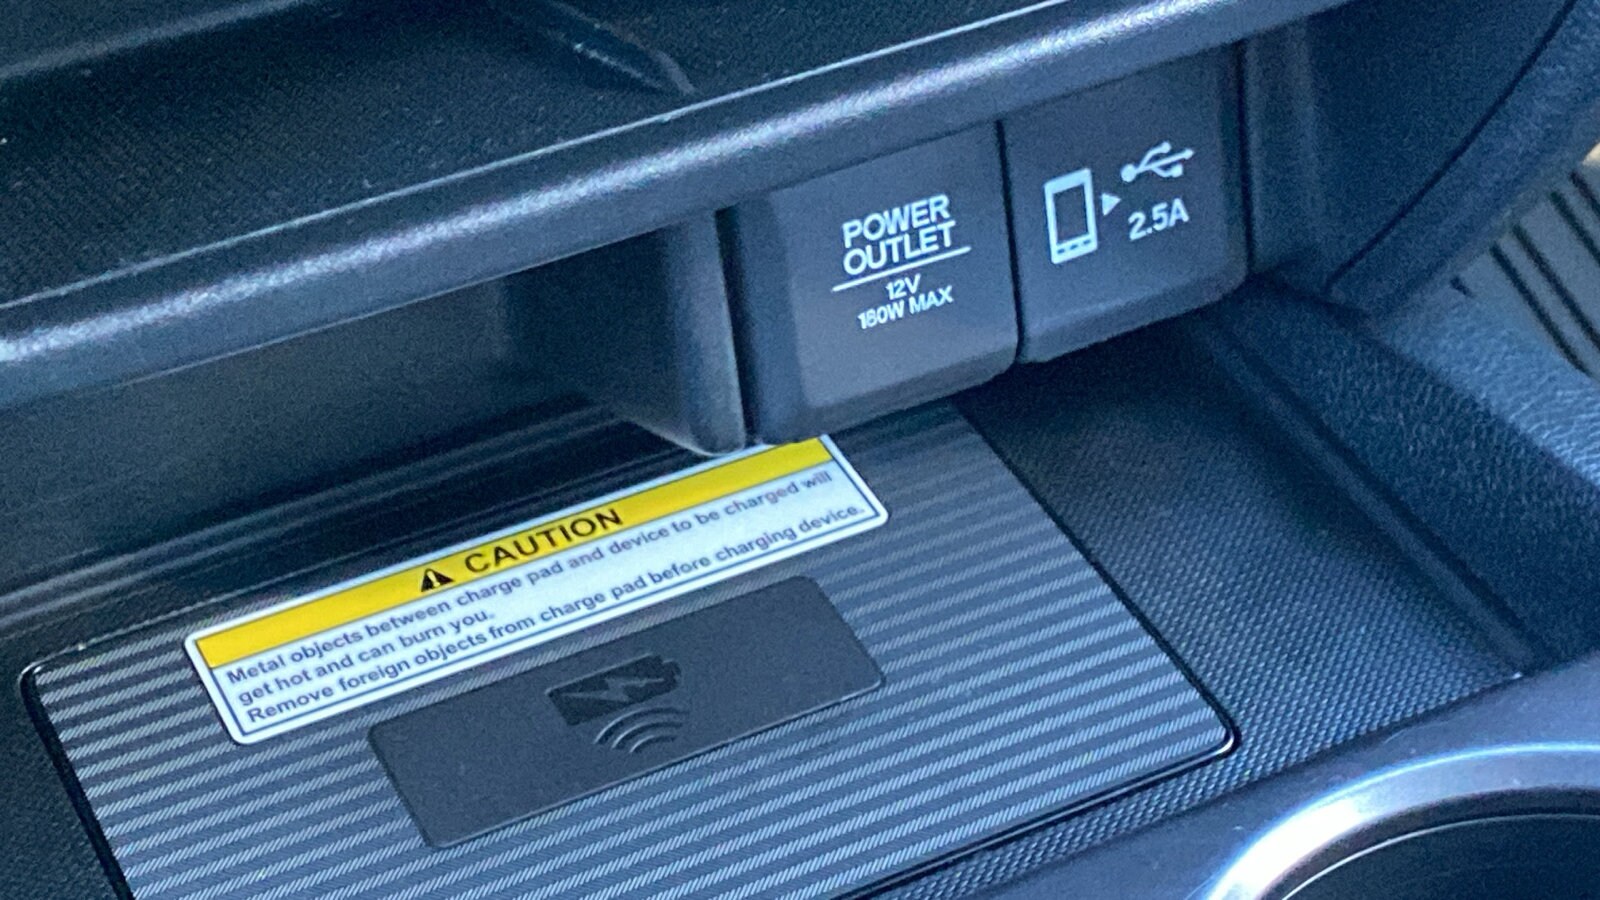 POWER
OUTLET
12V
180W MAX
2.5A
CAUTION
Metal objects between charge pad and device to be charged will
get hot and can burn you.
Remove foreign objects from charge pad before charging device.